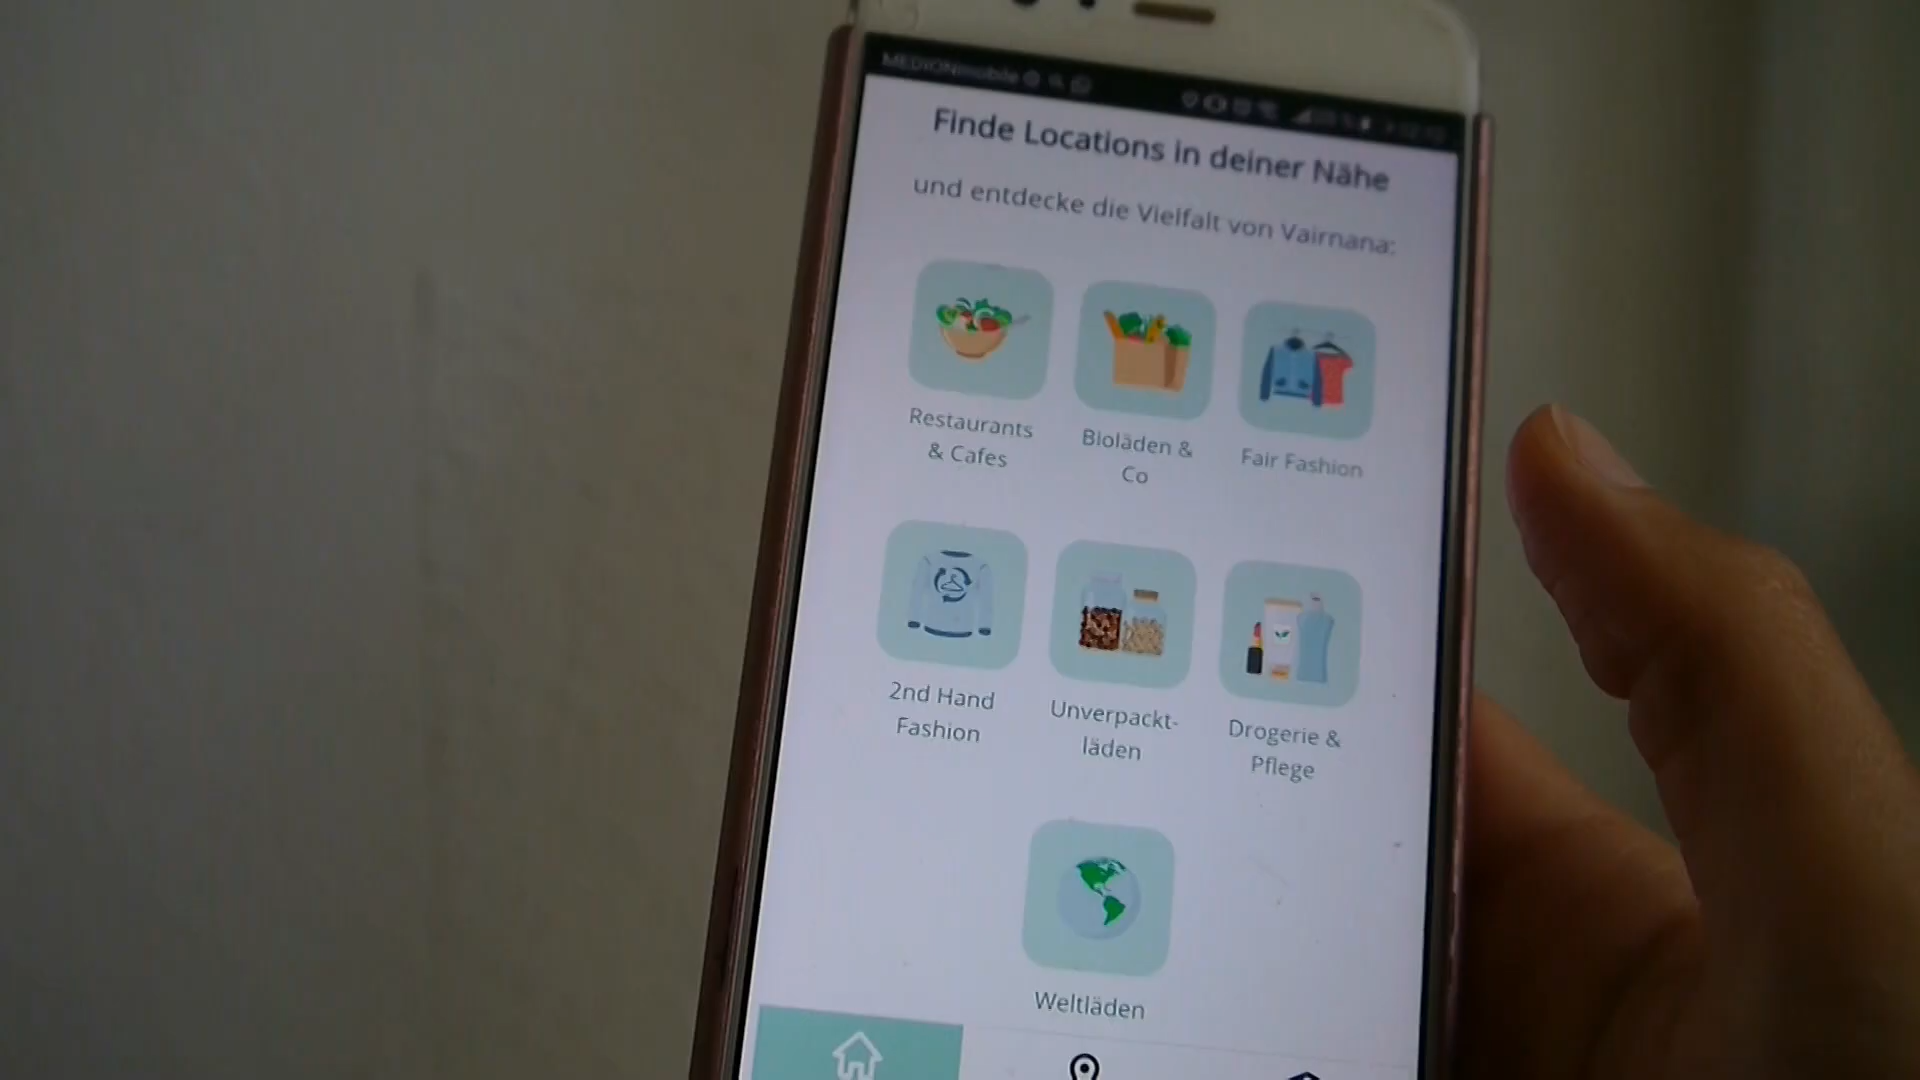 MEDIONmobile
Finde Locations in deiner Nähe
und entdecke die Vielfalt von Vairnana:
Restaurants
& Cafes
Bioläden &
Co
Fair Fashion
2nd Hand
Fashion
Unverpackt-
läden
Drogerie &
Pflege
Weltläden